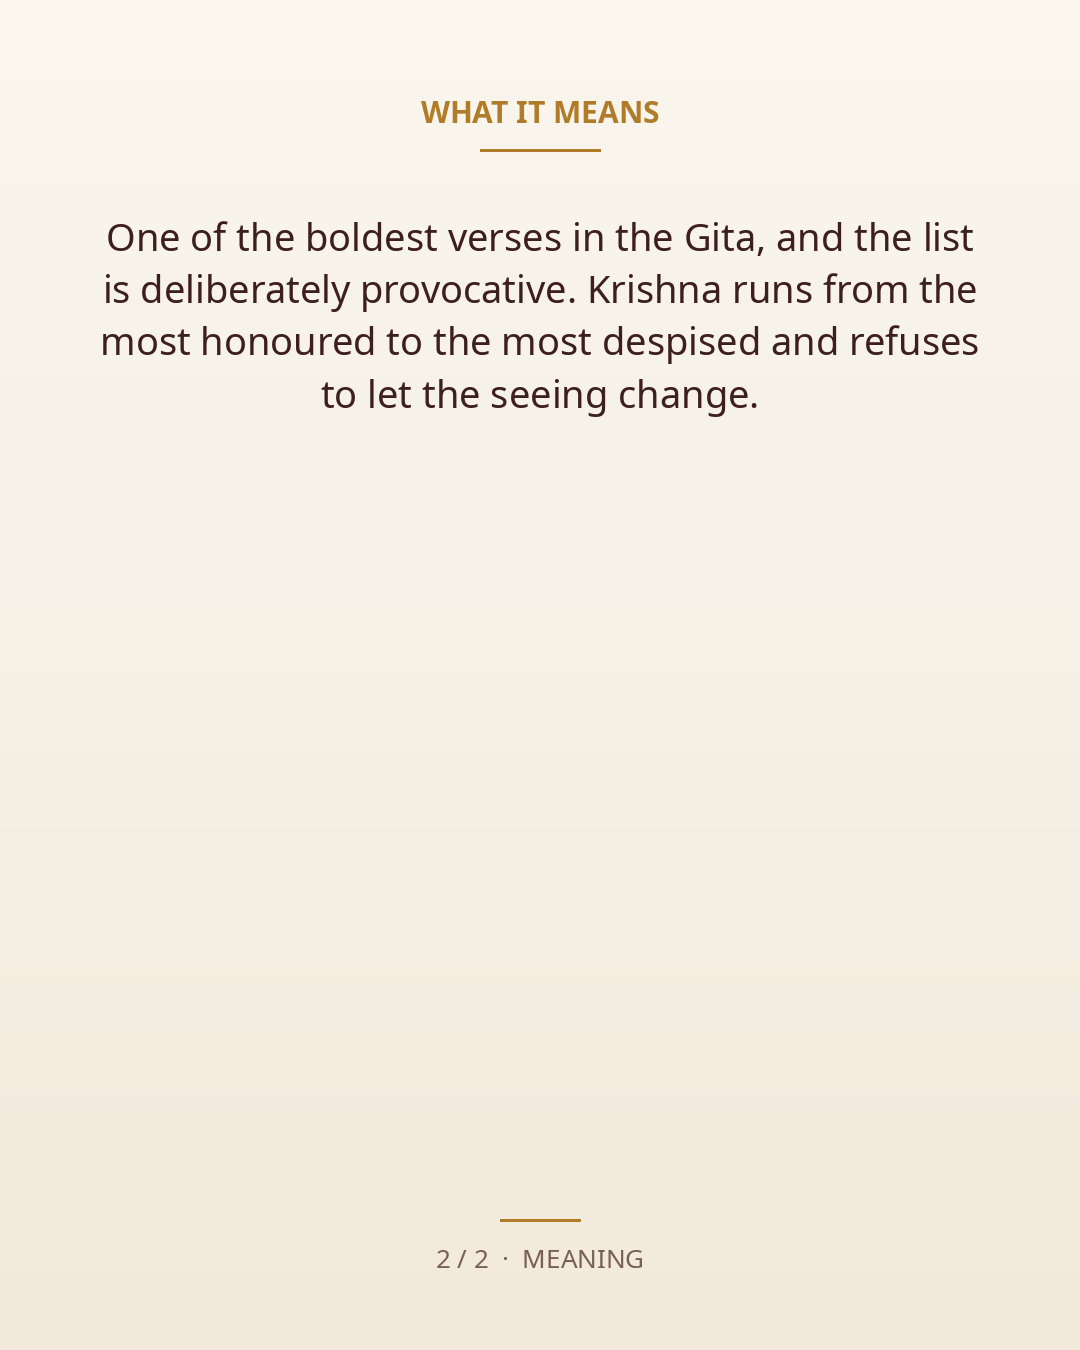 WHAT IT MEANS
One of the boldest verses in the Gita, and the list
is deliberately provocative. Krishna runs from the
most honoured to the most despised and refuses
to let the seeing change.
2 / 2 · MEANING